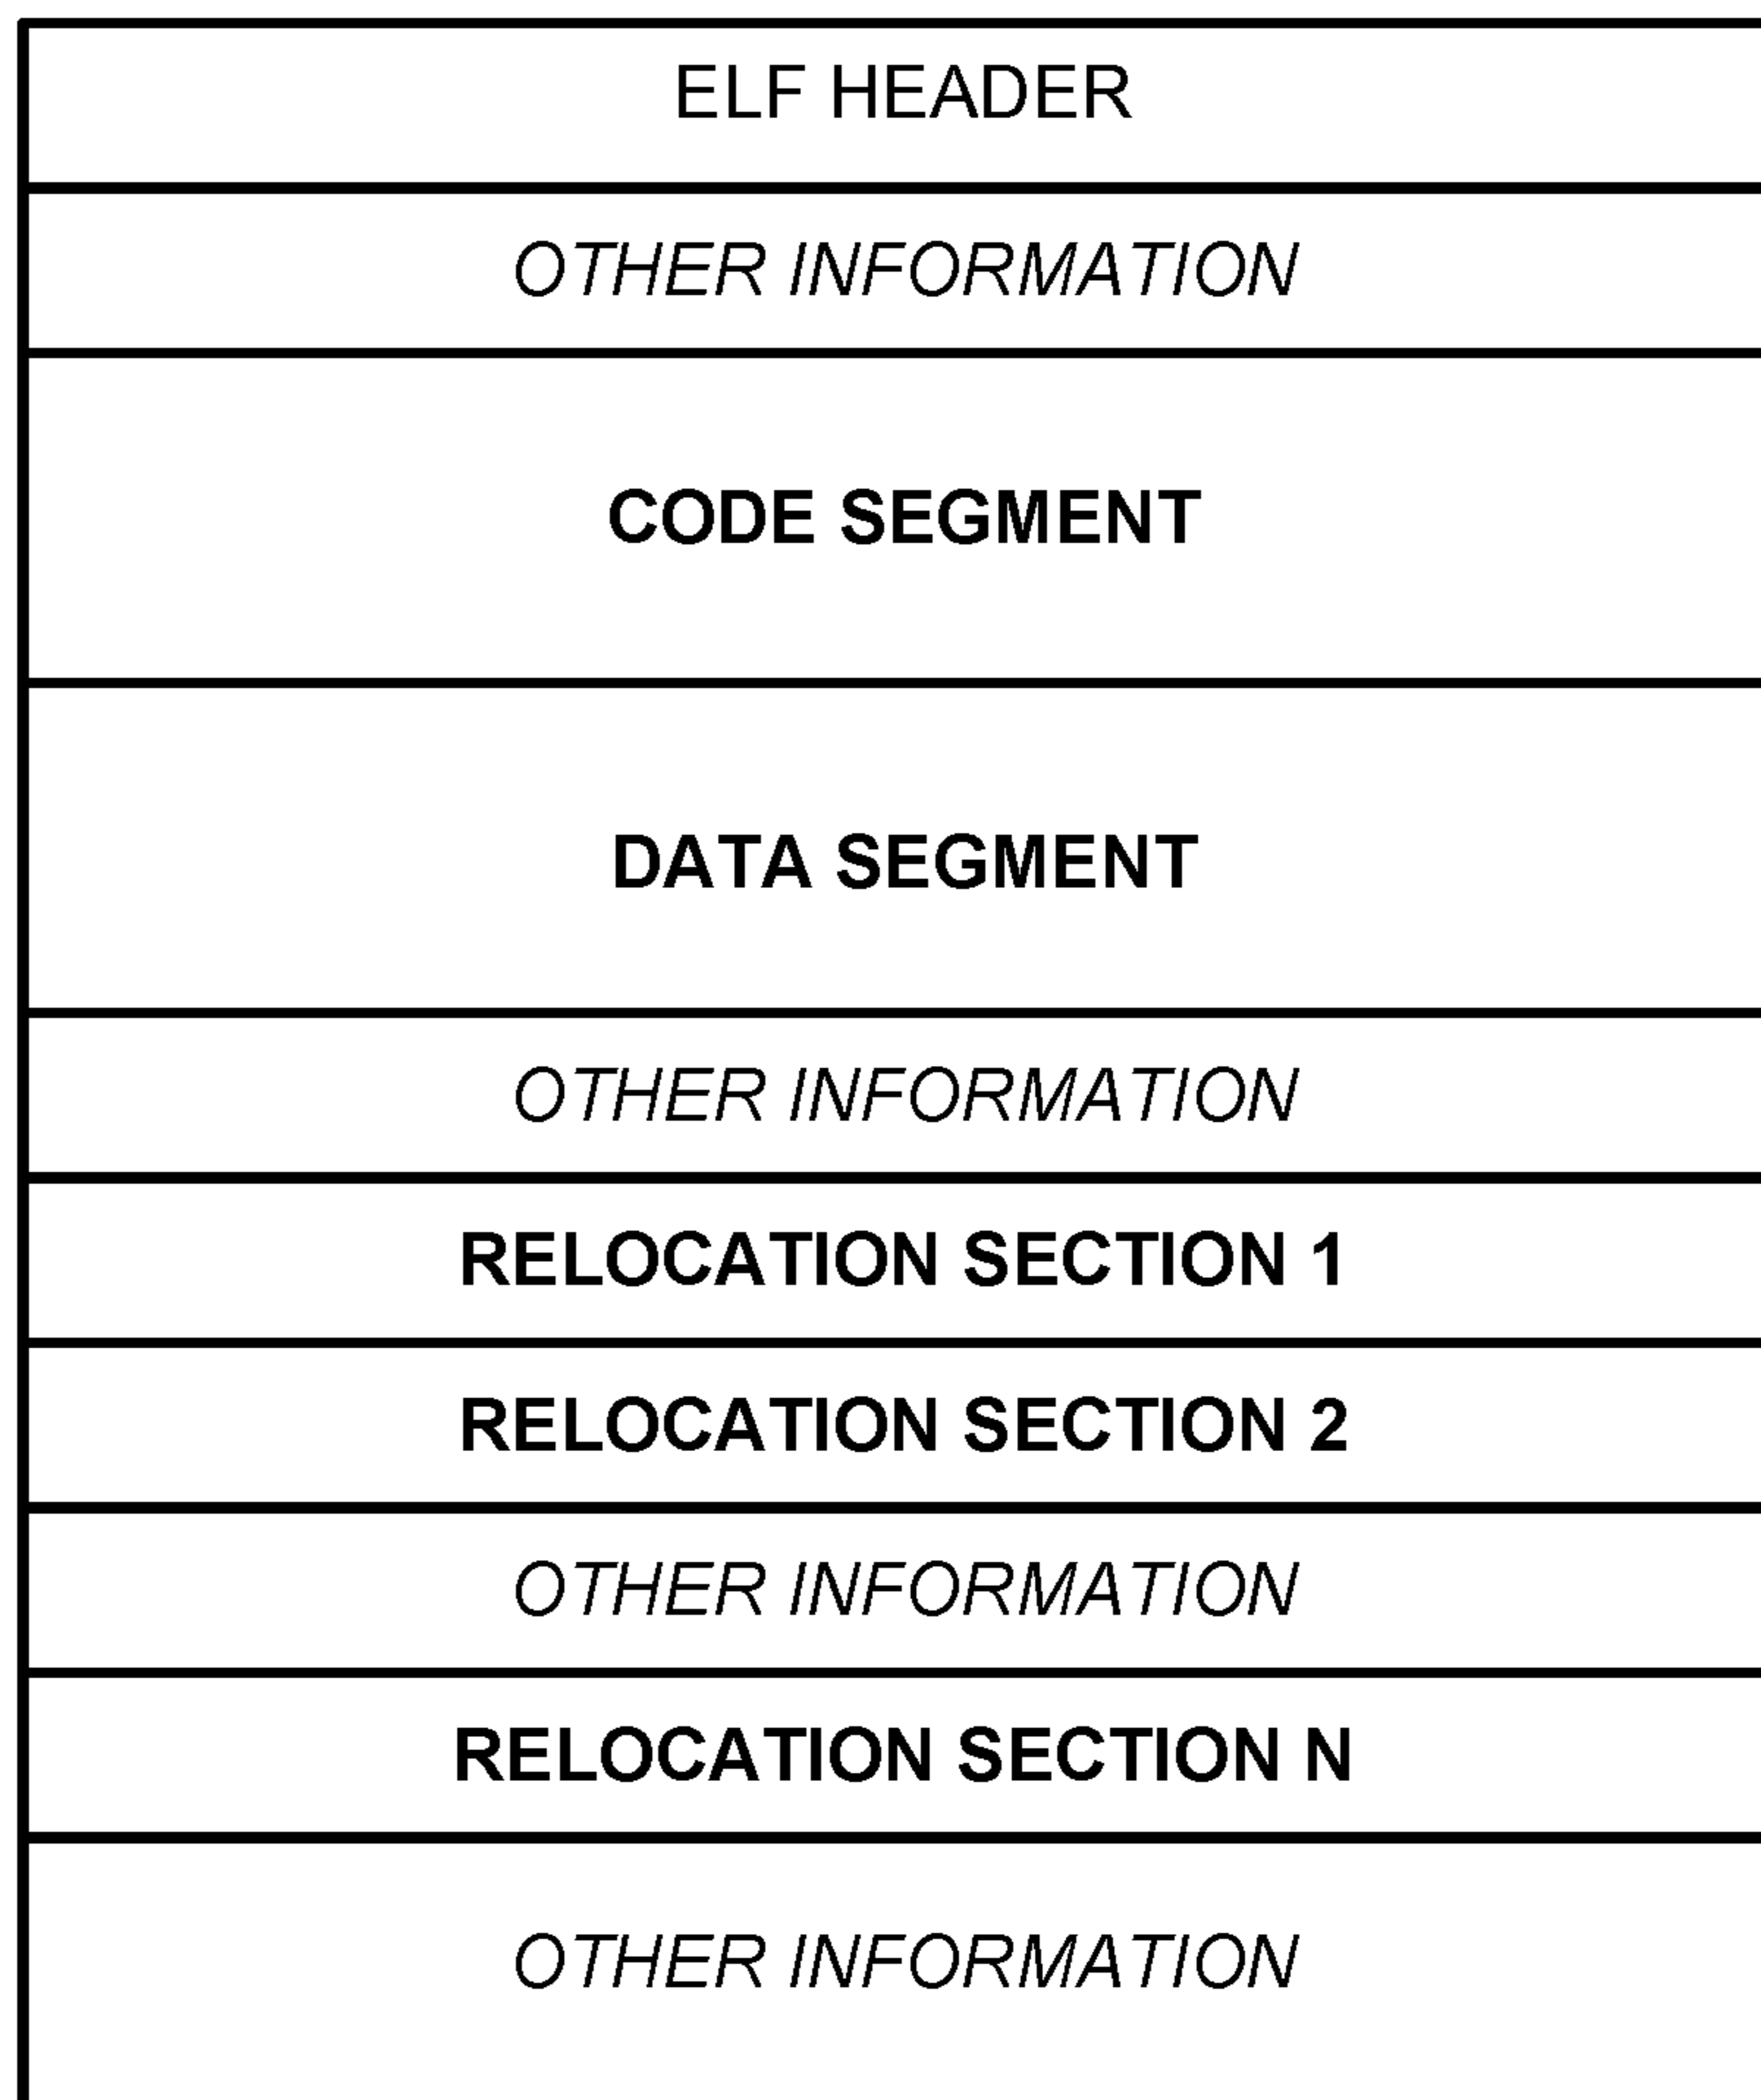 ELF HEADER
OTHER INFORMATION
CODE SEGMENT
DATA SEGMENT
OTHER INFORMATION
RELOCATION SECTION 1
RELOCATION SECTION 2
OTHER INFORMATION
RELOCATION SECTION N
OTHER INFORMATION